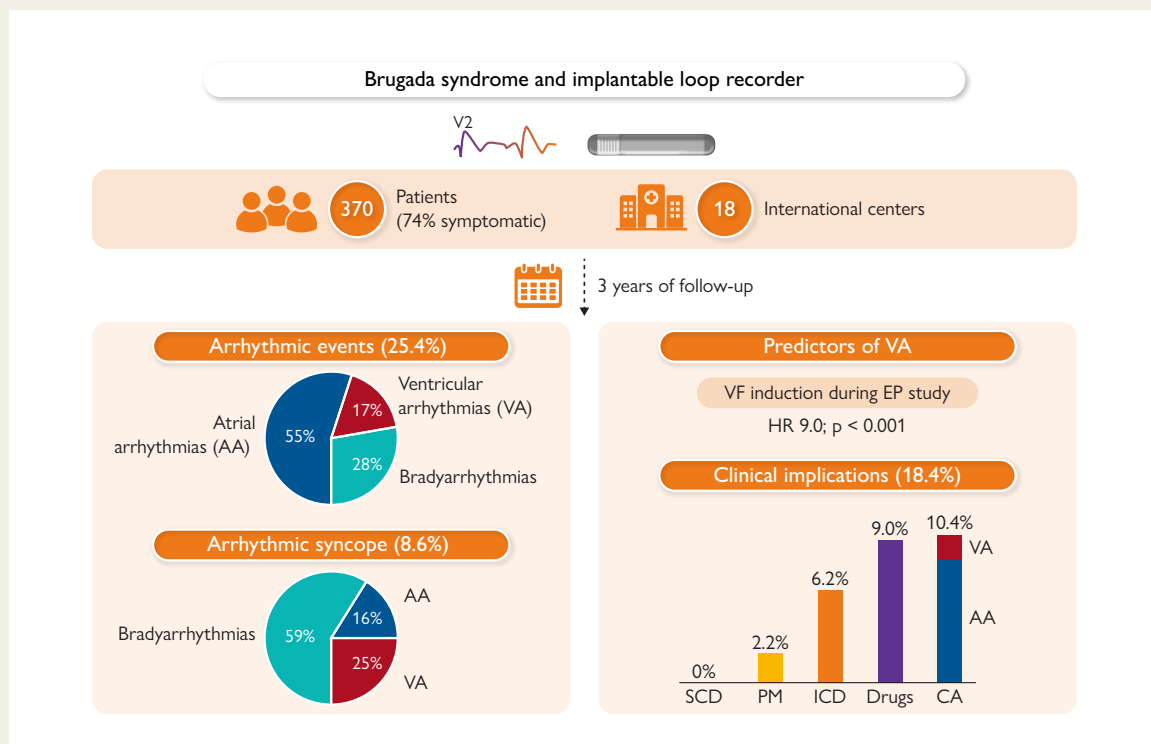 Brugada syndrome and implantable loop recorder
V2
370
Patients
(74% symptomatic)
18
International centers
3 years of follow-up
Arrhythmic events (25.4%)
Ventricular
arrhythmias (VA)
17%
Atrial
arrhythmias (AA)
55%
28%
Bradyarrhythmias
Arrhythmic syncope (8.6%)
AA
16%
Bradyarrhythmias
59%
25%
VA
Predictors of VA
VF induction during EP study
HR 9.0; p < 0.001
Clinical implications (18.4%)
0%
2.2%
6.2%
9.0%
10.4%
VA
AA
SCD
PM
ICD
Drugs
CA